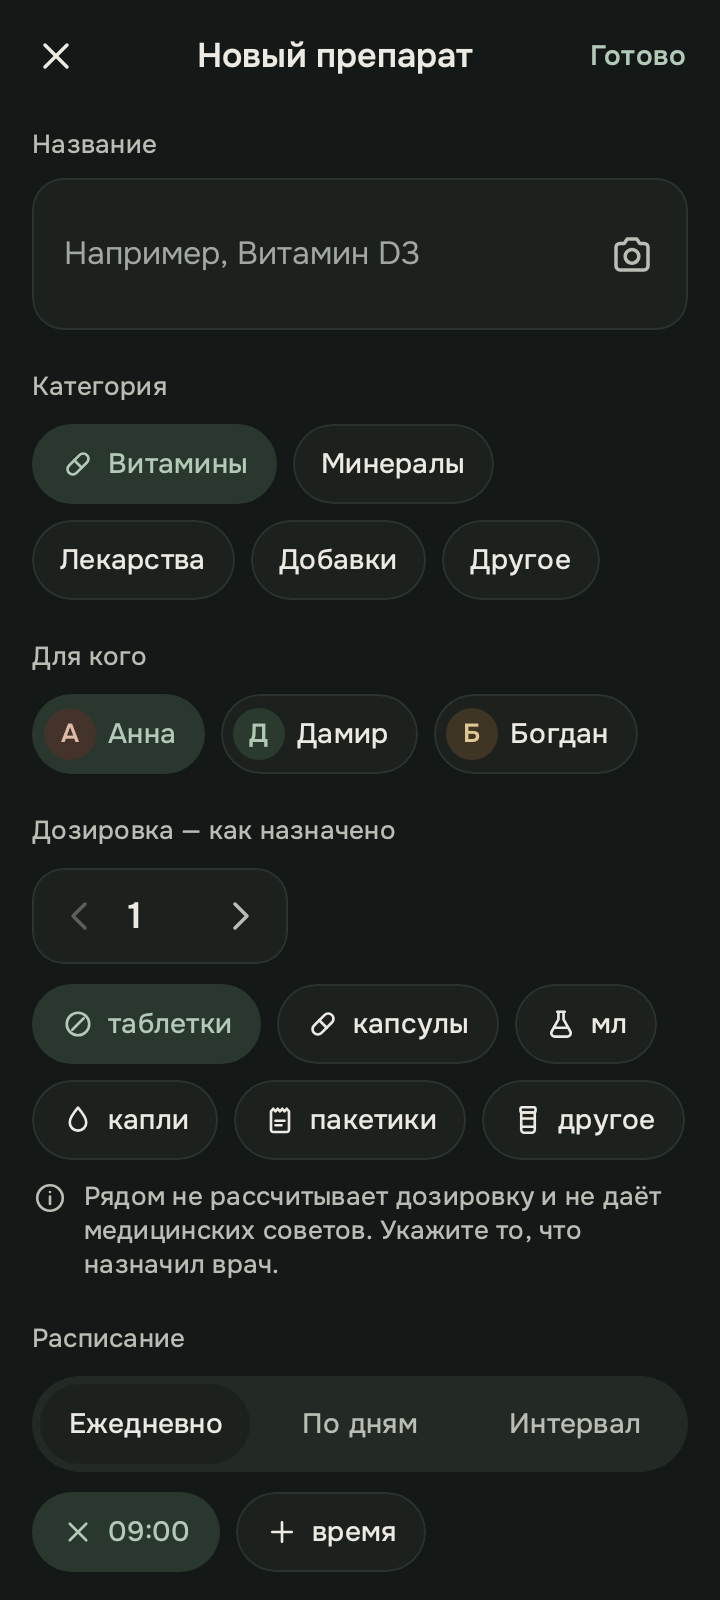 Новый препарат Готово
Название
Например, Витамин D3
Категория
Витамины Минералы
Лекарства Добавки Другое
Для кого
А Анна Д Дамир Б Богдан
Дозировка — как назначено
1
таблетки капсулы мл
капли пакетики другое
Рядом не рассчитывает дозировку и не даёт
медицинских советов. Укажите то, что
назначил врач.
Расписание
Ежедневно По дням Интервал
09:00 время